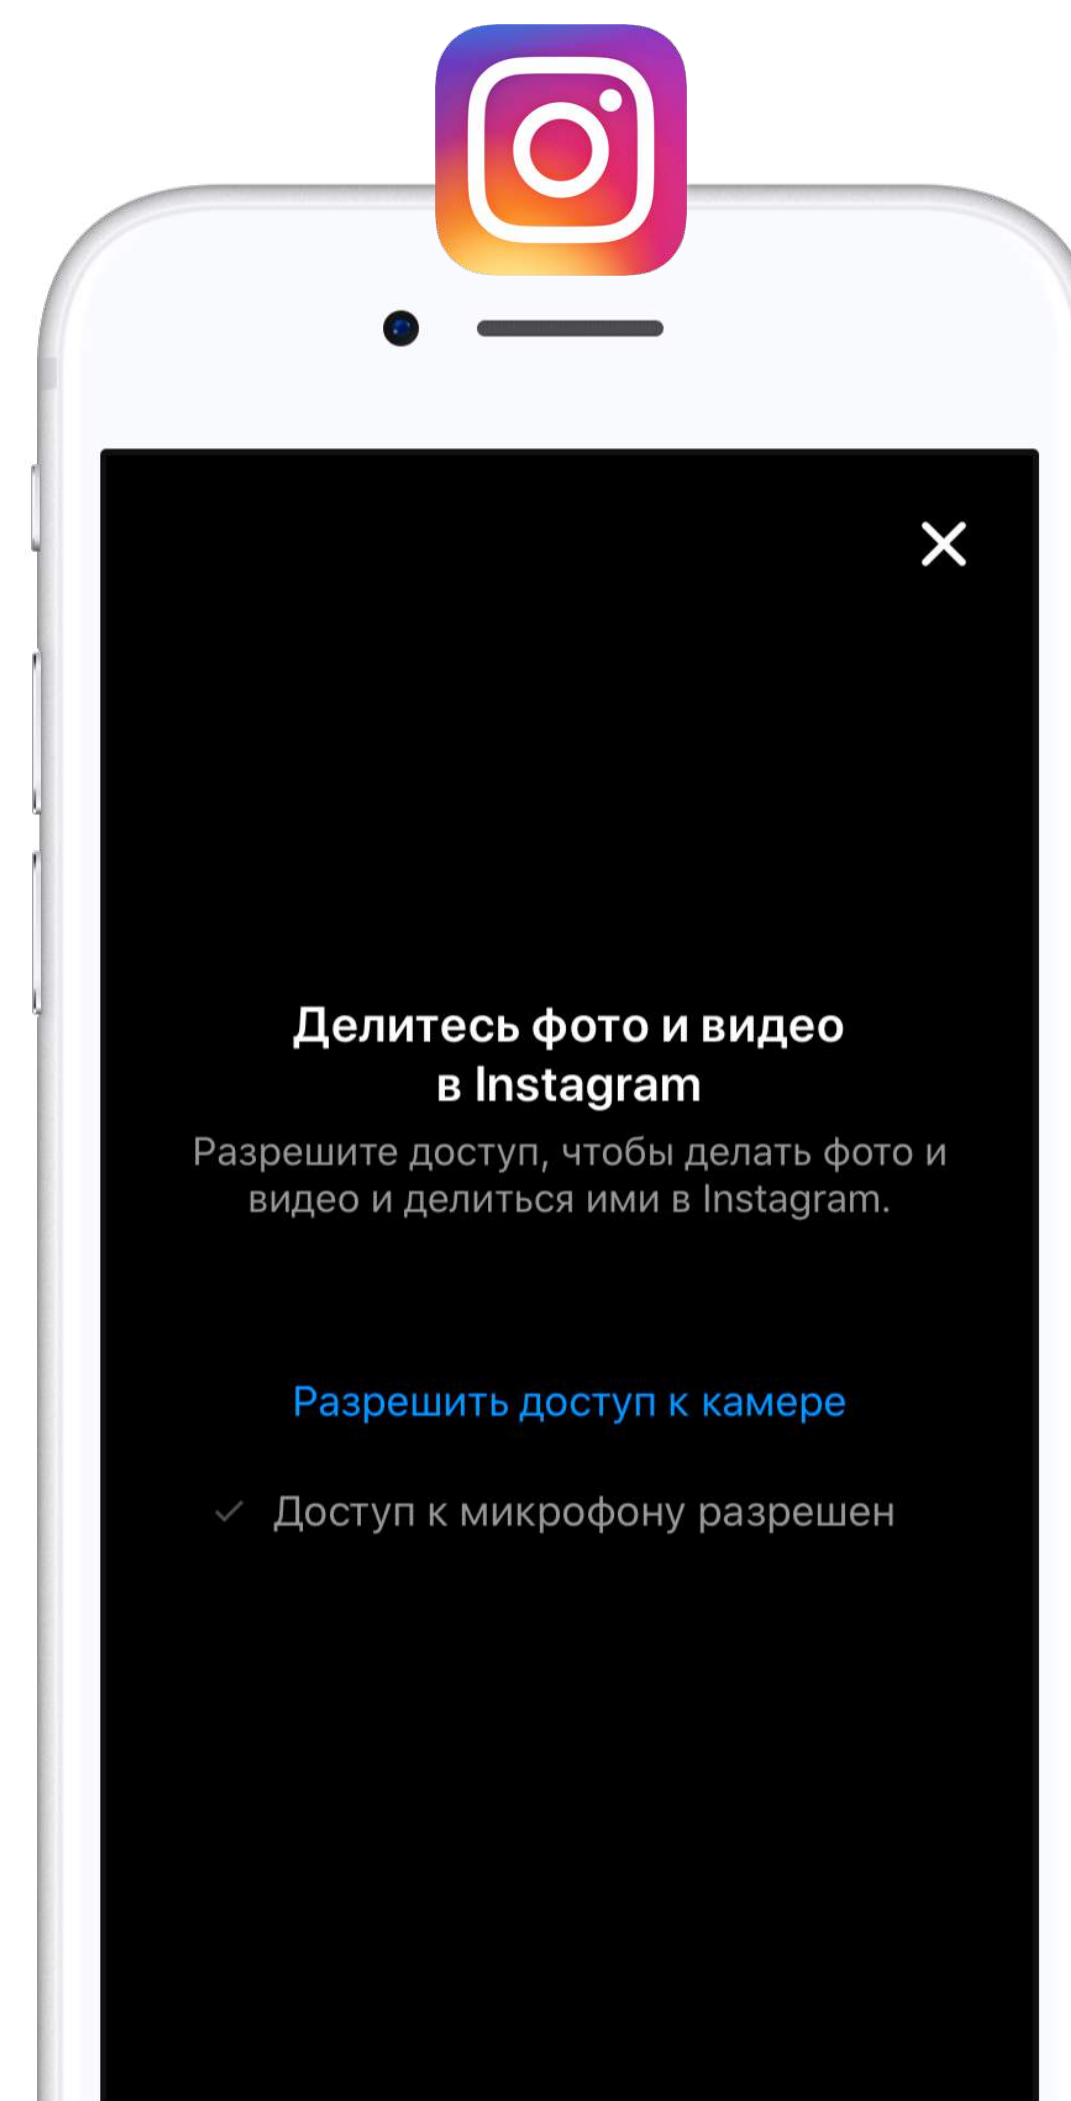 Делитесь фото и видео
в Instagram
Разрешите доступ, чтобы делать фото и
видео и делиться ими в Instagram.
Разрешить доступ к камере
Доступ к микрофону разрешен